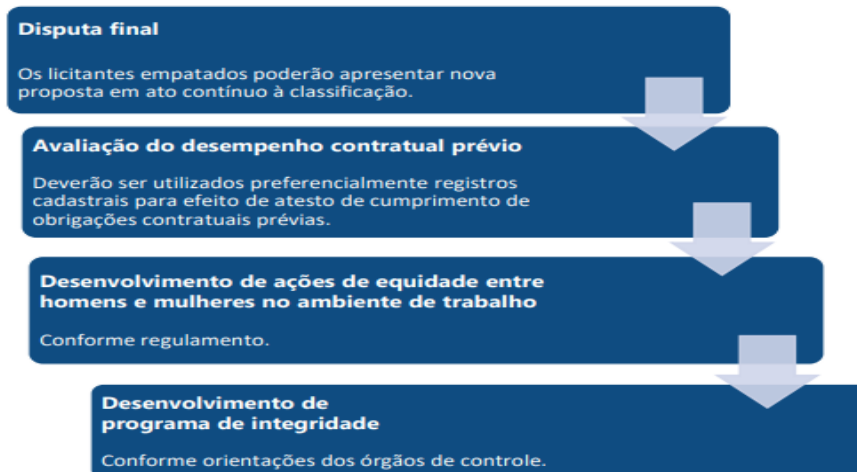 Disputa final
Os licitantes empatados poderão apresentar nova
proposta em ato contínuo à classificação.
Avaliação do desempenho contratual prévio
Deverão ser utilizados preferencialmente registros
cadastrais para efeito de atesto de cumprimento de
obrigações contratuais prévias.
Desenvolvimento de ações de equidade entre
homens e mulheres no ambiente de trabalho
Conforme regulamento.
Desenvolvimento de
programa de integridade
Conforme orientações dos órgãos de controle.